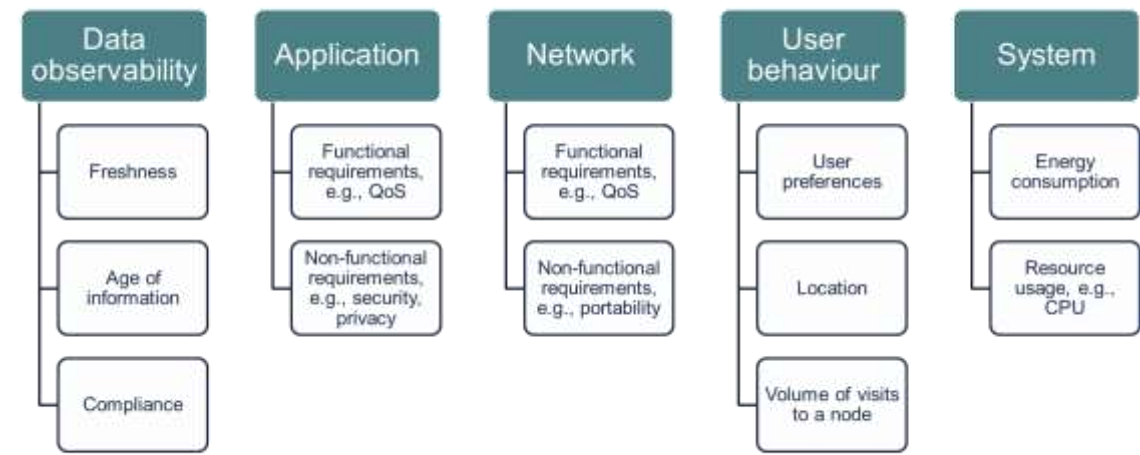 Data
observability
Freshness
Age of
information
Compliance
Application
Functional
requirements,
e.g., QoS
Non-functional
requirements,
e.g., security,
privacy
Network
Functional
requirements,
e.g., QoS
Non-functional
requirements,
e.g., portability
User
behaviour
User
preferences
Location
Volume of visits
to a node
System
Energy
consumption
Resource
usage, e.g.,
CPU